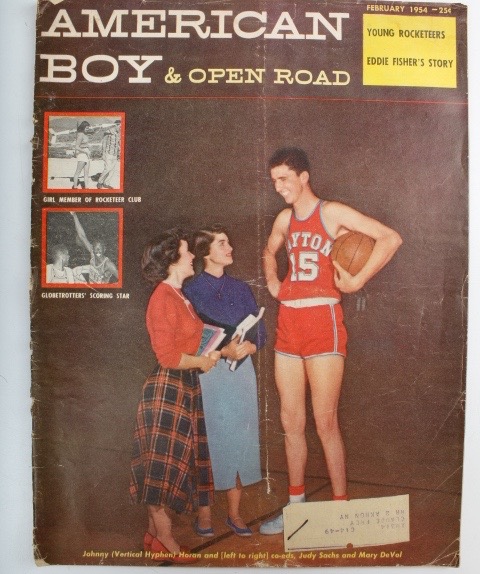 AMERICAN
BOY & OPEN ROAD
FEBRUARY 1954 — 25¢
YOUNG ROCKETEERS
EDDIE FISHER'S STORY
GIRL MEMBER OF ROCKETEER CLUB
GLOBETROTTERS' SCORING STAR
AYTON
15
Johnny (Vertical Hyphen) Horan and [left to right] co-eds, Judy Sachs and Mary DeVol